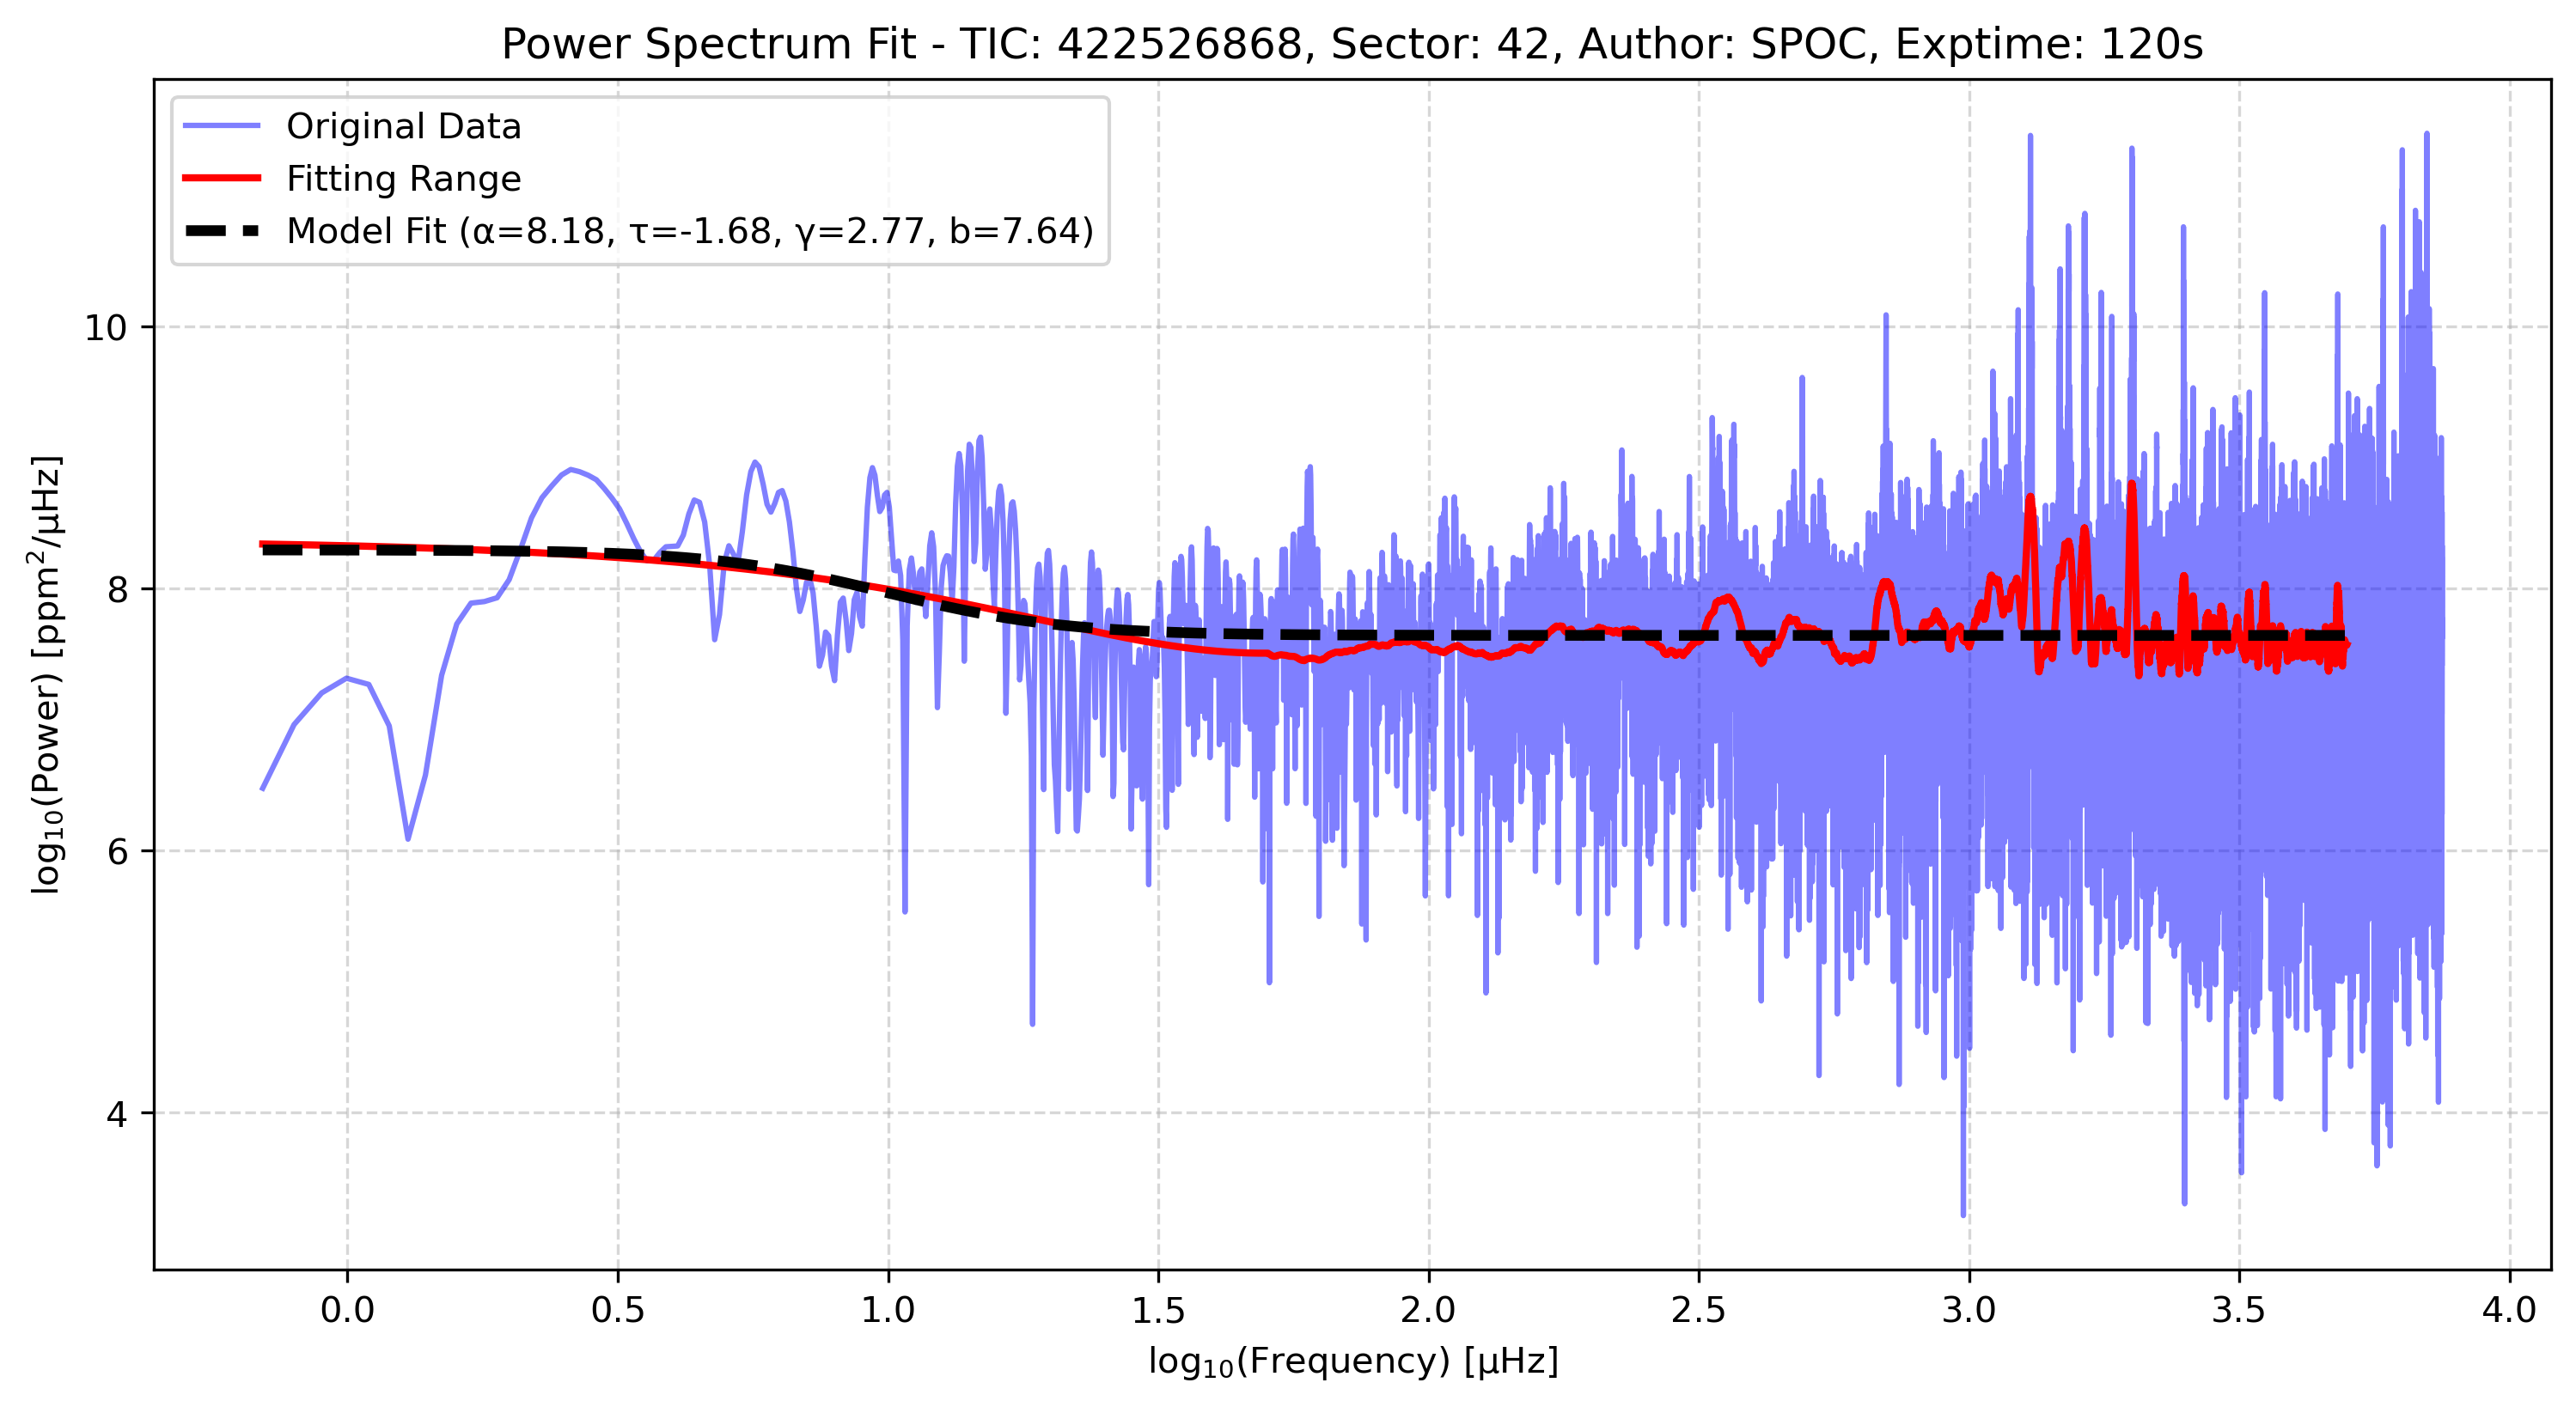 Power Spectrum Fit - TIC: 422526868, Sector: 42, Author: SPOC, Exptime: 120s
Original Data
Fitting Range
Model Fit (α=8.18, τ=-1.68, γ=2.77, b=7.64)
log₁₀(Power) [ppm²/μHz]
10
8
6
4
0.0 0.5 1.0 1.5 2.0 2.5 3.0 3.5 4.0
log₁₀(Frequency) [μHz]